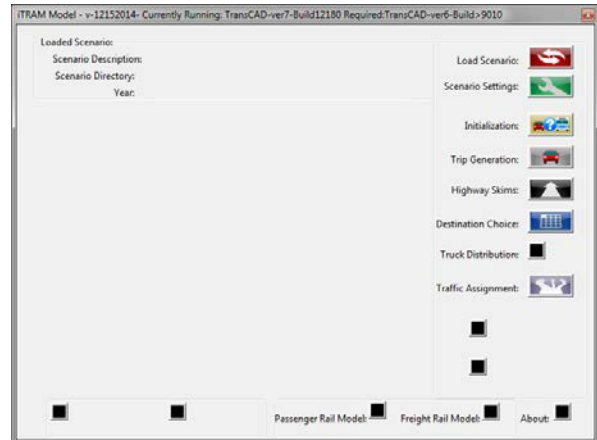 iTRAM Model - v-12152014- Currently Running: TransCAD-ver7-Build12180 Required:TransCAD-ver6-Build>9010
Loaded Scenario:
Scenario Description:
Scenario Directory:
Year:
Load Scenario:
Scenario Settings:
Initialization:
Trip Generation:
Highway Skims:
Destination Choice:
Truck Distribution:
Traffic Assignment:
Passenger Rail Model: Freight Rail Model: About: